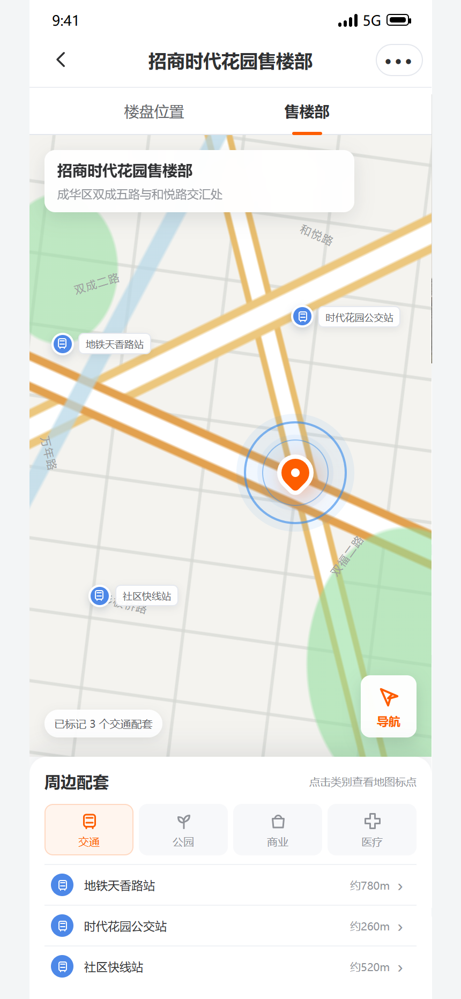 9:41
5G
招商时代花园售楼部
楼盘位置
售楼部
招商时代花园售楼部
成华区双成五路与和悦路交汇处
和悦路
双成二路
时代花园公交站
地铁天香路站
万年路
双福二路
社区快线站
桥路
已标记 3 个交通配套
导航
周边配套
点击类别查看地图标点
交通
公园
商业
医疗
地铁天香路站
约780m
时代花园公交站
约260m
社区快线站
约520m